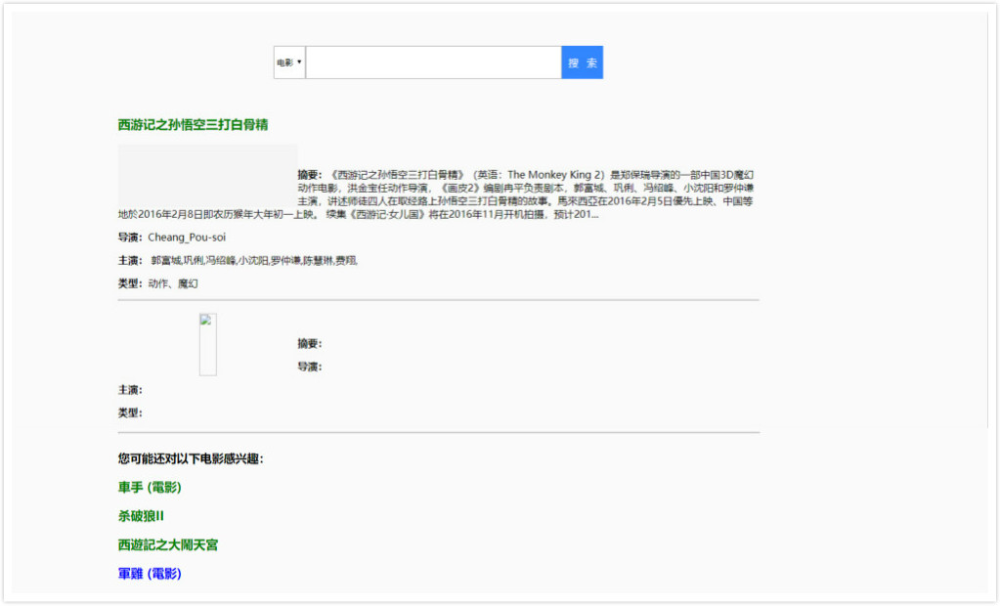 电影 ▼
搜 索
西游记之孙悟空三打白骨精
摘要：《西游记之孙悟空三打白骨精》（英语：The Monkey King 2）是郑保瑞导演的一部中国3D魔幻
动作电影，洪金宝任动作导演，《画皮2》编剧冉平负责剧本，郭富城、巩俐、冯绍峰、小沈阳和罗仲谦
主演，讲述师徒四人在取经路上孙悟空三打白骨精的故事。馬來西亞在2016年2月5日優先上映、中国等
地於2016年2月8日即农历猴年大年初一上映。 续集《西游记·女儿国》将在2016年11月开机拍摄，预计201...
导演：Cheang_Pou-soi
主演： 郭富城,巩俐,冯绍峰,小沈阳,罗仲谦,陈慧琳,费翔,
类型：动作、魔幻
摘要：
导演：
主演：
类型：
您可能还对以下电影感兴趣：
車手 (電影)
杀破狼II
西遊記之大鬧天宮
軍雞 (電影)